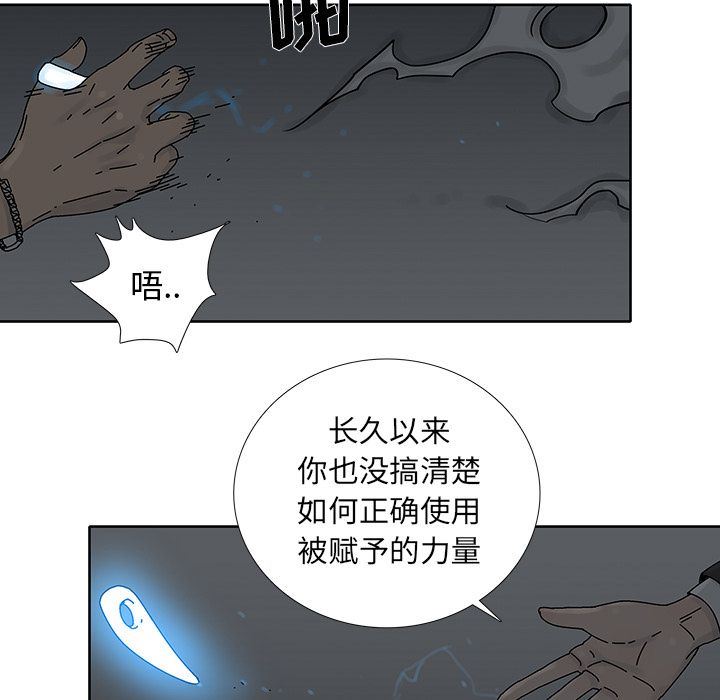 啪
唔..
长久以来
你也没搞清楚
如何正确使用
被赋予的力量